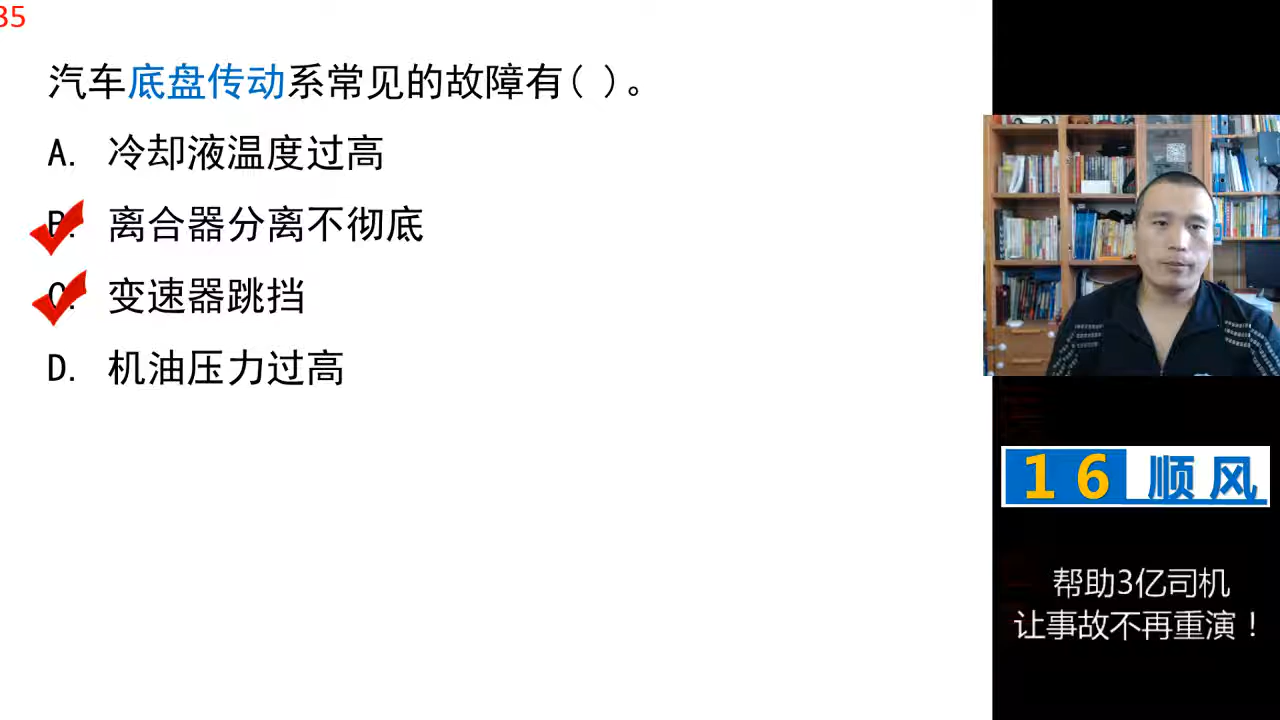 35
汽车底盘传动系常见的故障有( )。
A. 冷却液温度过高
B. 离合器分离不彻底
C. 变速器跳挡
D. 机油压力过高
16 顺风
帮助3亿司机
让事故不再重演！